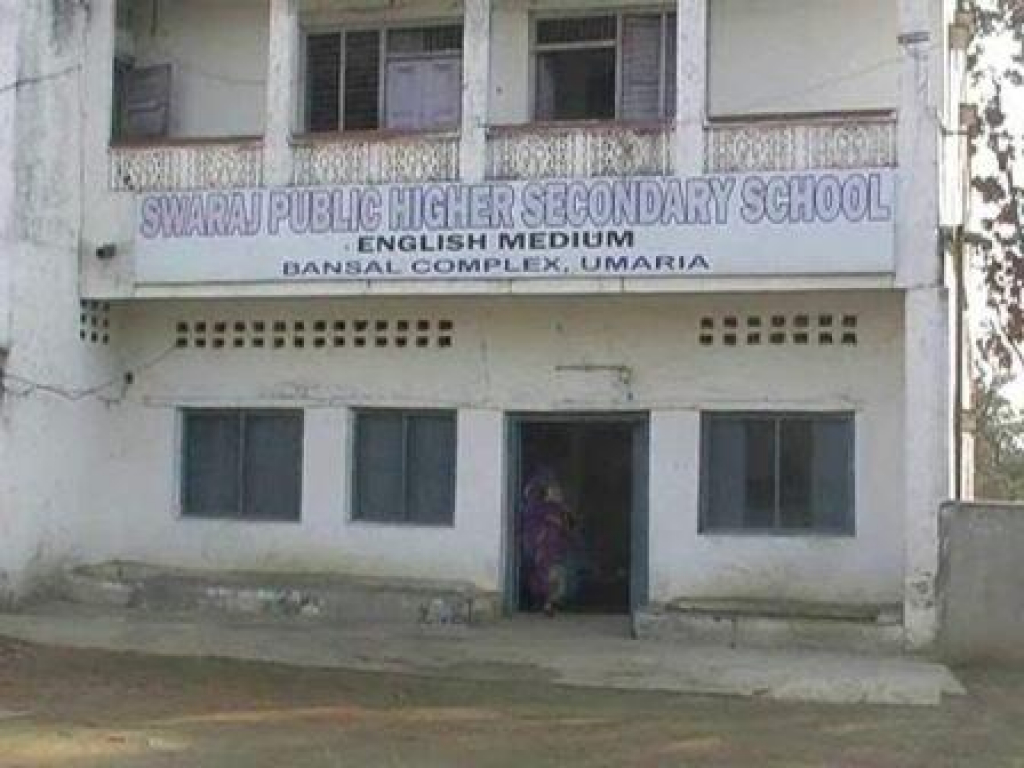 SWARAJ PUBLIC HIGHER SECONDARY SCHOOL
ENGLISH MEDIUM
BANSAL COMPLEX, UMARIA